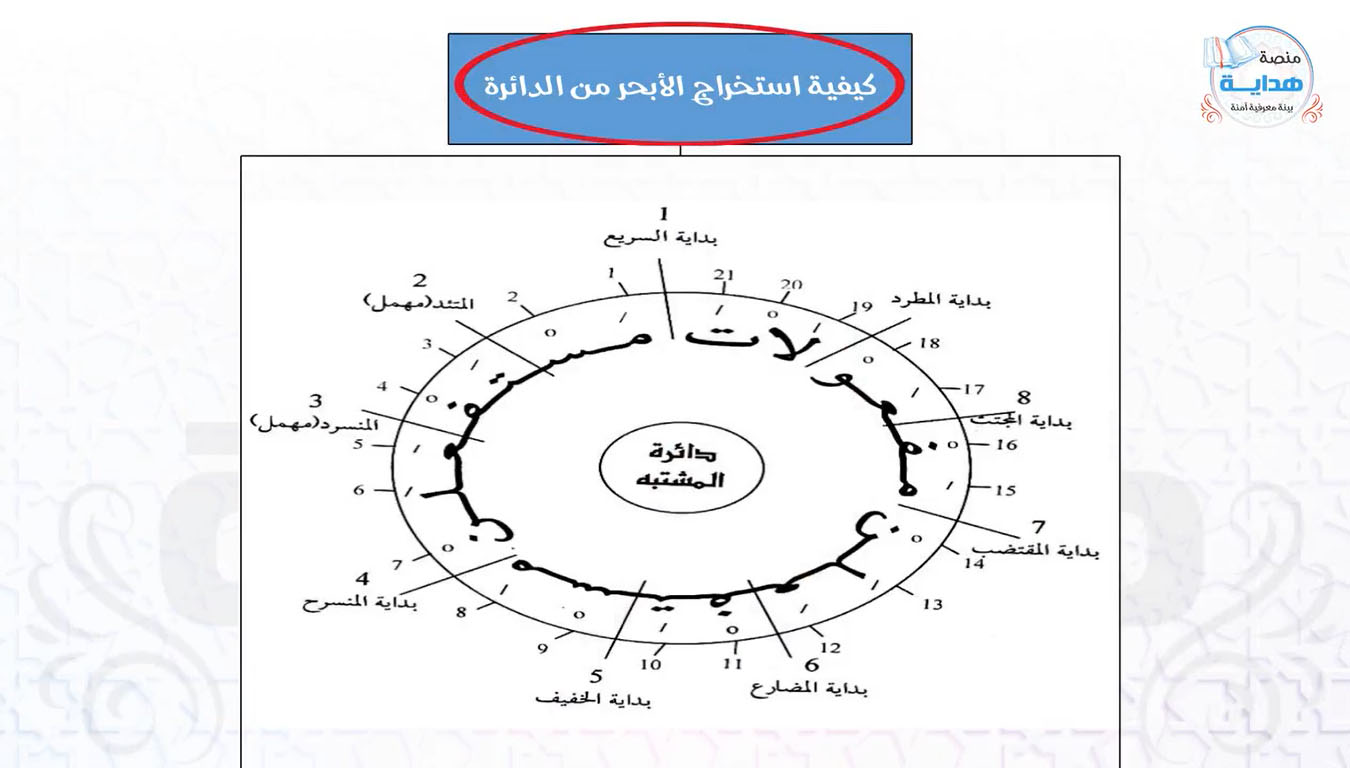 كيفية استخراج الأبحر من الدائرة
منصة
هداية
بيئة معرفية آمنة
1
بداية السريع
1
21
20
19
بداية المطرد
18
17
8
بداية المجتث
16
15
7
بداية المقتضب
14
13
12
6
بداية المضارع
11
10
5
بداية الخفيف
9
8
4
بداية المنسرح
7
6
5
3
المنسرد(مهمل)
4
3
2
المتئد(مهمل)
2
مستفعلن
مستفعلن
مفعولات
دائرة
المشتبه